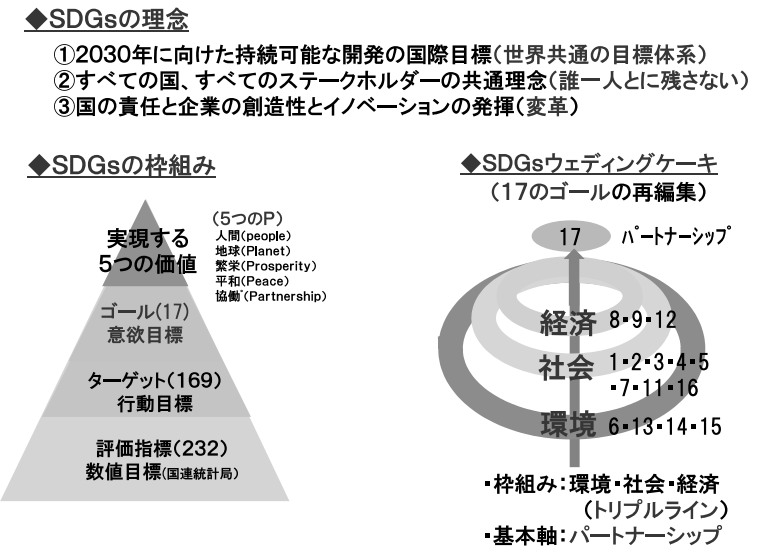 ◆SDGsの理念
①2030年に向けた持続可能な開発の国際目標(世界共通の目標体系)
②すべての国、すべてのステークホルダーの共通理念(誰一人とに残さない)
③国の責任と企業の創造性とイノベーションの発揮(変革)
◆SDGsの枠組み
(5つのP)
人間(people)
地球(Planet)
繁栄(Prosperity)
平和(Peace)
協働(Partnership)
実現する
5つの価値
ゴール(17)
意欲目標
ターゲット(169)
行動目標
評価指標(232)
数値目標(国連統計局)
◆SDGsウェディングケーキ
(17のゴールの再編集)
17 パートナーシップ
経済 8・9・12
社会 1・2・3・4・5
・7・11・16
環境 6・13・14・15
・枠組み:環境・社会・経済
(トリプルライン)
・基本軸:パートナーシップ